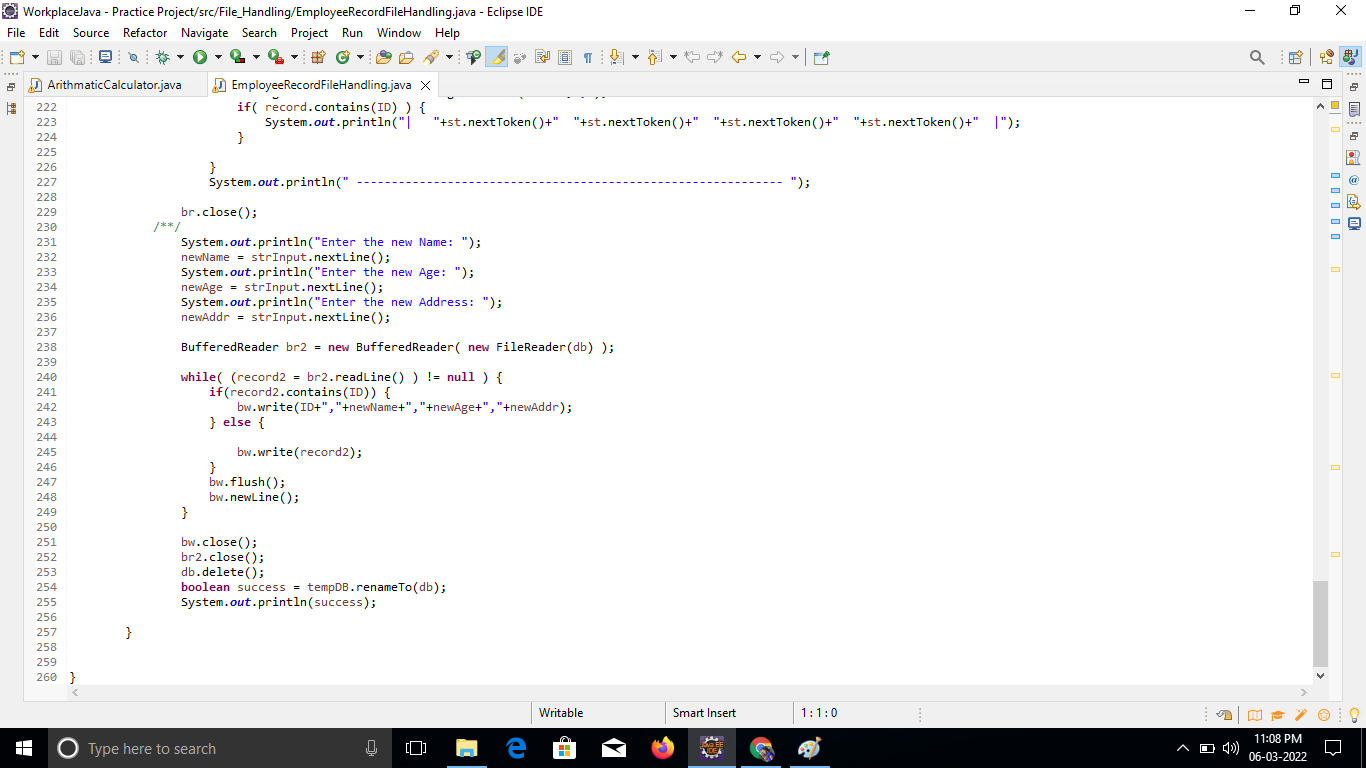 WorkplaceJava - Practice Project/src/File_Handling/EmployeeRecordFileHandling.java - Eclipse IDE
File Edit Source Refactor Navigate Search Project Run Window Help
ArithmaticCalculator.java EmployeeRecordFileHandling.java
222 if( record.contains(ID) ) {
223 System.out.println("|   "+st.nextToken()+"  "+st.nextToken()+"  "+st.nextToken()+"  "+st.nextToken()+"  |");
224 }
225
226 }
227 System.out.println(" ------------------------------------------------------------- ");
228
229 br.close();
230 /**/
231 System.out.println("Enter the new Name: ");
232 newName = strInput.nextLine();
233 System.out.println("Enter the new Age: ");
234 newAge = strInput.nextLine();
235 System.out.println("Enter the new Address: ");
236 newAddr = strInput.nextLine();
237
238 BufferedReader br2 = new BufferedReader( new FileReader(db) );
239
240 while( (record2 = br2.readLine() ) != null ) {
241 if(record2.contains(ID)) {
242 bw.write(ID+","+newName+","+newAge+","+newAddr);
243 } else {
244
245 bw.write(record2);
246 }
247 bw.flush();
248 bw.newLine();
249 }
250
251 bw.close();
252 br2.close();
253 db.delete();
254 boolean success = tempDB.renameTo(db);
255 System.out.println(success);
256
257 }
258
259
260 }
Writable Smart Insert 1 : 1 : 0
Type here to search
11:08 PM
06-03-2022